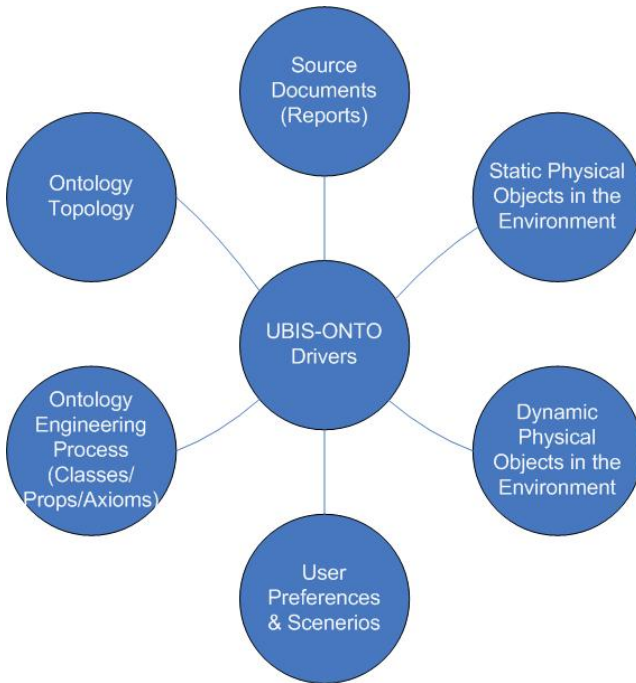 Source
Documents
(Reports)
Ontology
Topology
Static Physical
Objects in the
Environment
UBIS-ONTO
Drivers
Ontology
Engineering
Process
(Classes/
Props/Axioms)
Dynamic
Physical
Objects in the
Environment
User
Preferences
& Scenerios